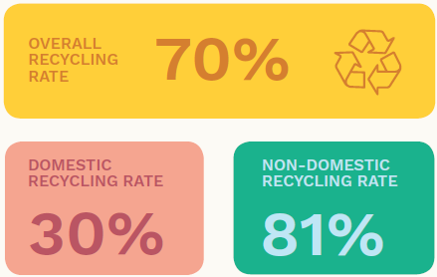 OVERALL
RECYCLING
RATE
70%
DOMESTIC
RECYCLING RATE
30%
NON-DOMESTIC
RECYCLING RATE
81%